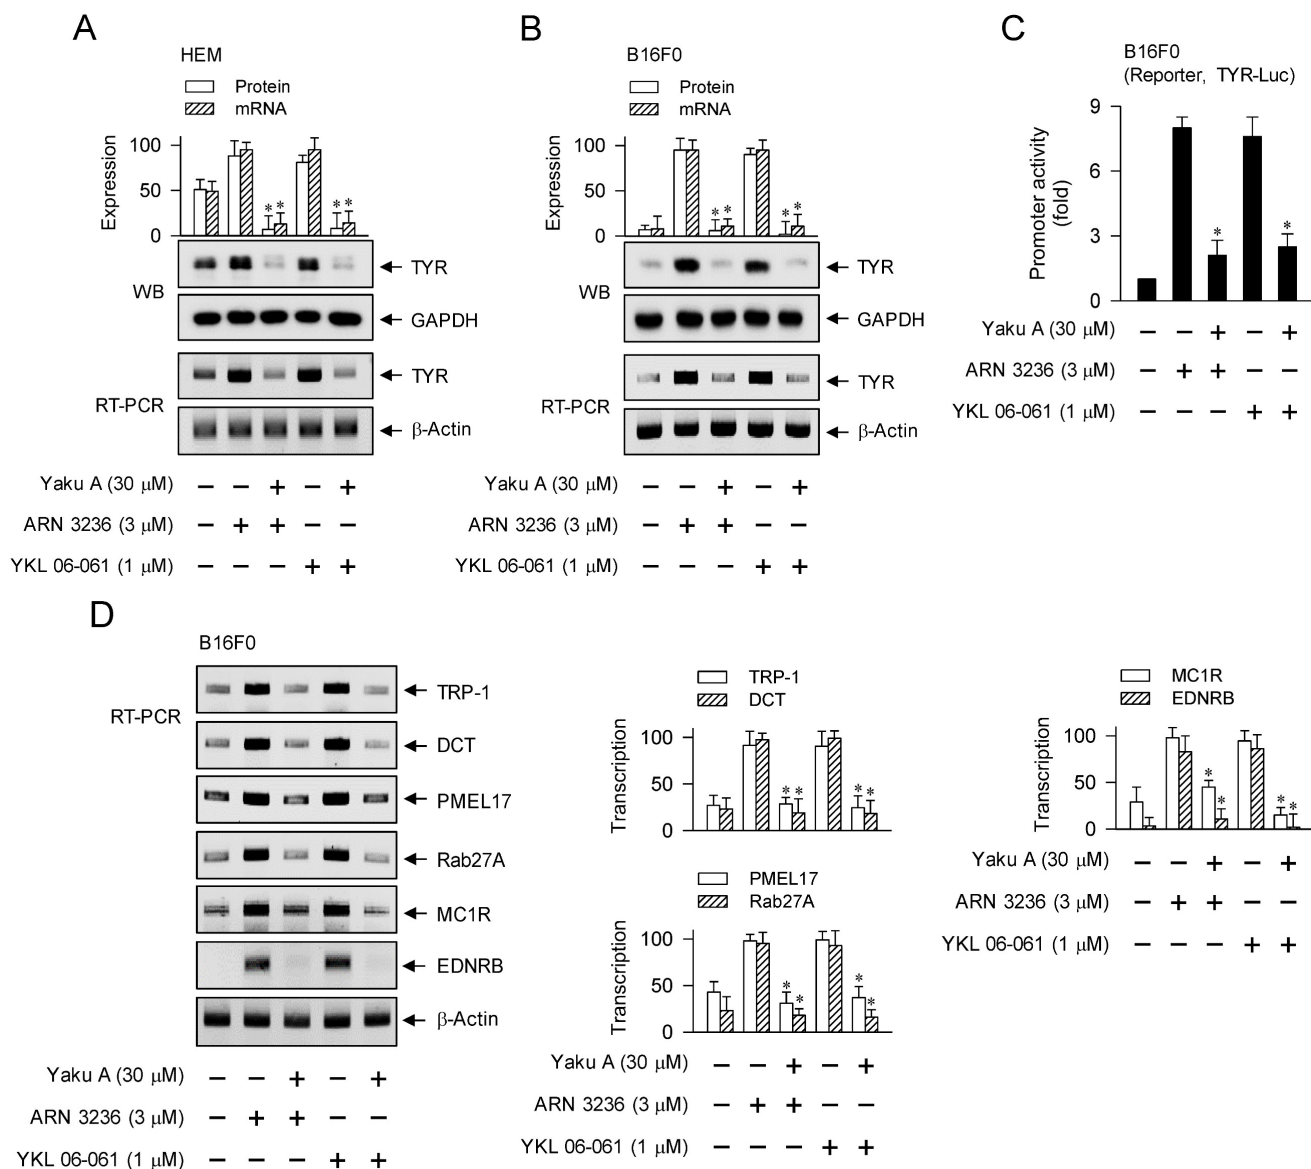 A
HEM
Protein
mRNA
Expression
100
50
0
* * * *
WB
TYR
GAPDH
RT-PCR
TYR
β-Actin
Yaku A (30 μM) − − + − +
ARN 3236 (3 μM) − + + − −
YKL 06-061 (1 μM) − − − + +
B
B16F0
Protein
mRNA
Expression
100
50
0
* * * *
WB
TYR
GAPDH
RT-PCR
TYR
β-Actin
Yaku A (30 μM) − − + − +
ARN 3236 (3 μM) − + + − −
YKL 06-061 (1 μM) − − − + +
C
B16F0
(Reporter, TYR-Luc)
Promoter activity
(fold)
9
6
3
0
* *
Yaku A (30 μM) − − + − +
ARN 3236 (3 μM) − + + − −
YKL 06-061 (1 μM) − − − + +
D
B16F0
RT-PCR
TRP-1
DCT
PMEL17
Rab27A
MC1R
EDNRB
β-Actin
Yaku A (30 μM) − − + − +
ARN 3236 (3 μM) − + + − −
YKL 06-061 (1 μM) − − − + +
TRP-1
DCT
Transcription
100
50
0
* * * *
PMEL17
Rab27A
Transcription
100
50
0
* * * *
Yaku A (30 μM) − − + − +
ARN 3236 (3 μM) − + + − −
YKL 06-061 (1 μM) − − − + +
MC1R
EDNRB
Transcription
100
50
0
* * * *
Yaku A (30 μM) − − + − +
ARN 3236 (3 μM) − + + − −
YKL 06-061 (1 μM) − − − + +